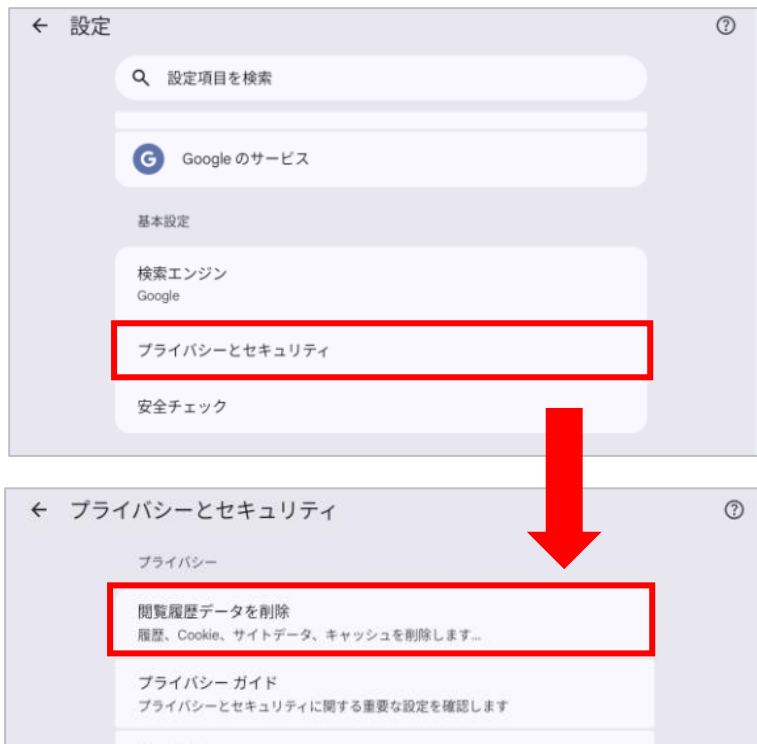 設定
設定項目を検索
G
Google のサービス
基本設定
検索エンジン
Google
プライバシーとセキュリティ
安全チェック
プライバシーとセキュリティ
プライバシー
閲覧履歴データを削除
履歴、Cookie、サイトデータ、キャッシュを削除します...
プライバシー ガイド
プライバシーとセキュリティに関する重要な設定を確認します